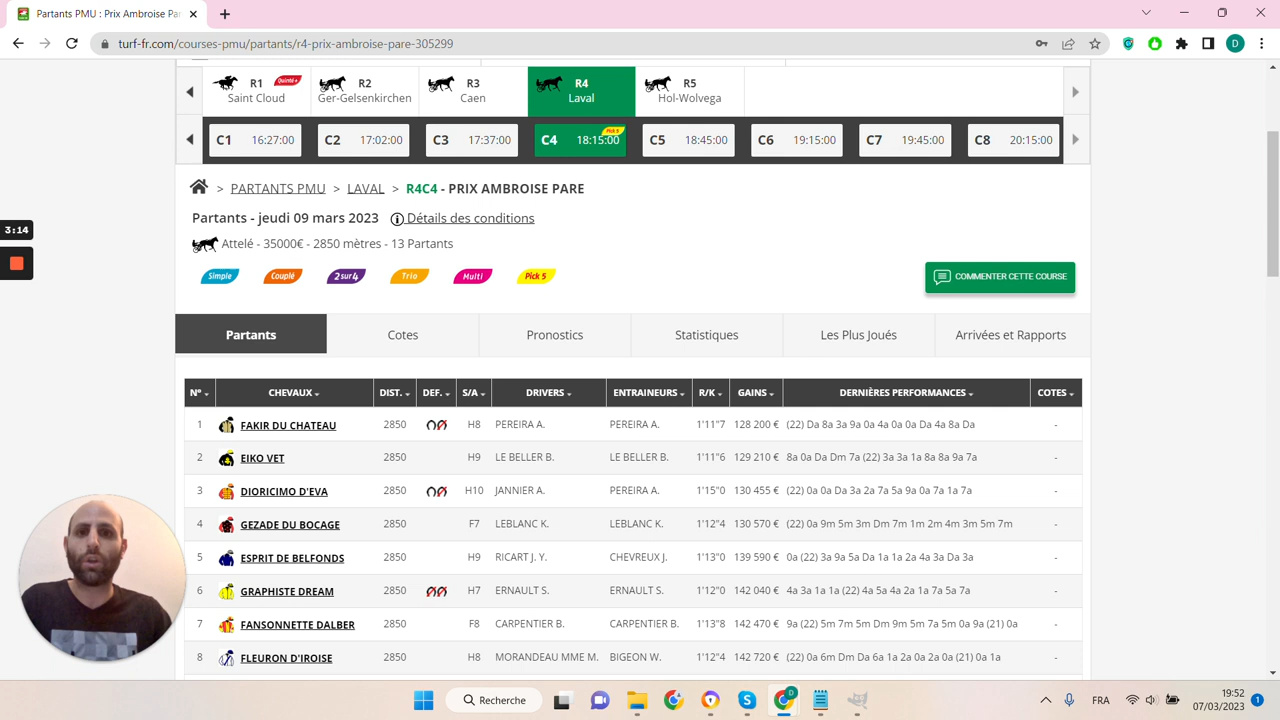 Partants PMU : Prix Ambroise Par
turf-fr.com/courses-pmu/partants/r4-prix-ambroise-pare-305299
D
R1 Quinté+ R2 R3 R4 R5
Saint Cloud Ger-Gelsenkirchen Caen Laval Hol-Wolvega
C1 16:27:00 C2 17:02:00 C3 17:37:00 C4 18:15:00 Pick 5 C5 18:45:00 C6 19:15:00 C7 19:45:00 C8 20:15:00
> PARTANTS PMU > LAVAL > R4C4 - PRIX AMBROISE PARE
Partants - jeudi 09 mars 2023 Détails des conditions
3:14
Attelé - 35000€ - 2850 mètres - 13 Partants
Simple Couplé 2sur4 Trio Multi Pick 5
COMMENTER CETTE COURSE
Partants Cotes Pronostics Statistiques Les Plus Joués Arrivées et Rapports
N° CHEVAUX DIST. DEF. S/A DRIVERS ENTRAINEURS R/K GAINS DERNIÈRES PERFORMANCES COTES
1 FAKIR DU CHATEAU 2850 H8 PEREIRA A. PEREIRA A. 1'11"7 128 200 € (22) Da 8a 3a 9a 0a 4a 0a 0a Da 4a 8a Da -
2 EIKO VET 2850 H9 LE BELLER B. LE BELLER B. 1'11"6 129 210 € 8a 0a Da Dm 7a (22) 3a 3a 1a 8a 8a 9a 7a -
3 DIORICIMO D'EVA 2850 H10 JANNIER A. PEREIRA A. 1'15"0 130 455 € (22) 0a 0a Da 3a 2a 7a 5a 9a 0a 7a 1a 7a -
4 GEZADE DU BOCAGE 2850 F7 LEBLANC K. LEBLANC K. 1'12"4 130 570 € (22) 0a 9m 5m 3m Dm 7m 1m 2m 4m 3m 5m 7m -
5 ESPRIT DE BELFONDS 2850 H9 RICART J. Y. CHEVREUX J. 1'13"0 139 590 € 0a (22) 3a 9a 5a Da 1a 1a 2a 4a 3a Da 3a -
6 GRAPHISTE DREAM 2850 H7 ERNAULT S. ERNAULT S. 1'12"0 142 040 € 4a 3a 1a 1a (22) 4a 5a 4a 2a 1a 7a 5a 7a -
7 FANSONNETTE DALBER 2850 F8 CARPENTIER B. CARPENTIER B. 1'13"8 142 470 € 9a (22) 5m 7m 5m Dm 9m 5m 7a 5m 0a 9a (21) 0a -
8 FLEURON D'IROISE 2850 H8 MORANDEAU MME M. BIGEON W. 1'12"4 142 720 € (22) 0a 6m Dm Da 6a 1a 2a 0a 2a 0a (21) 0a 1a -
Recherche
D
FRA
19:52
07/03/2023
1